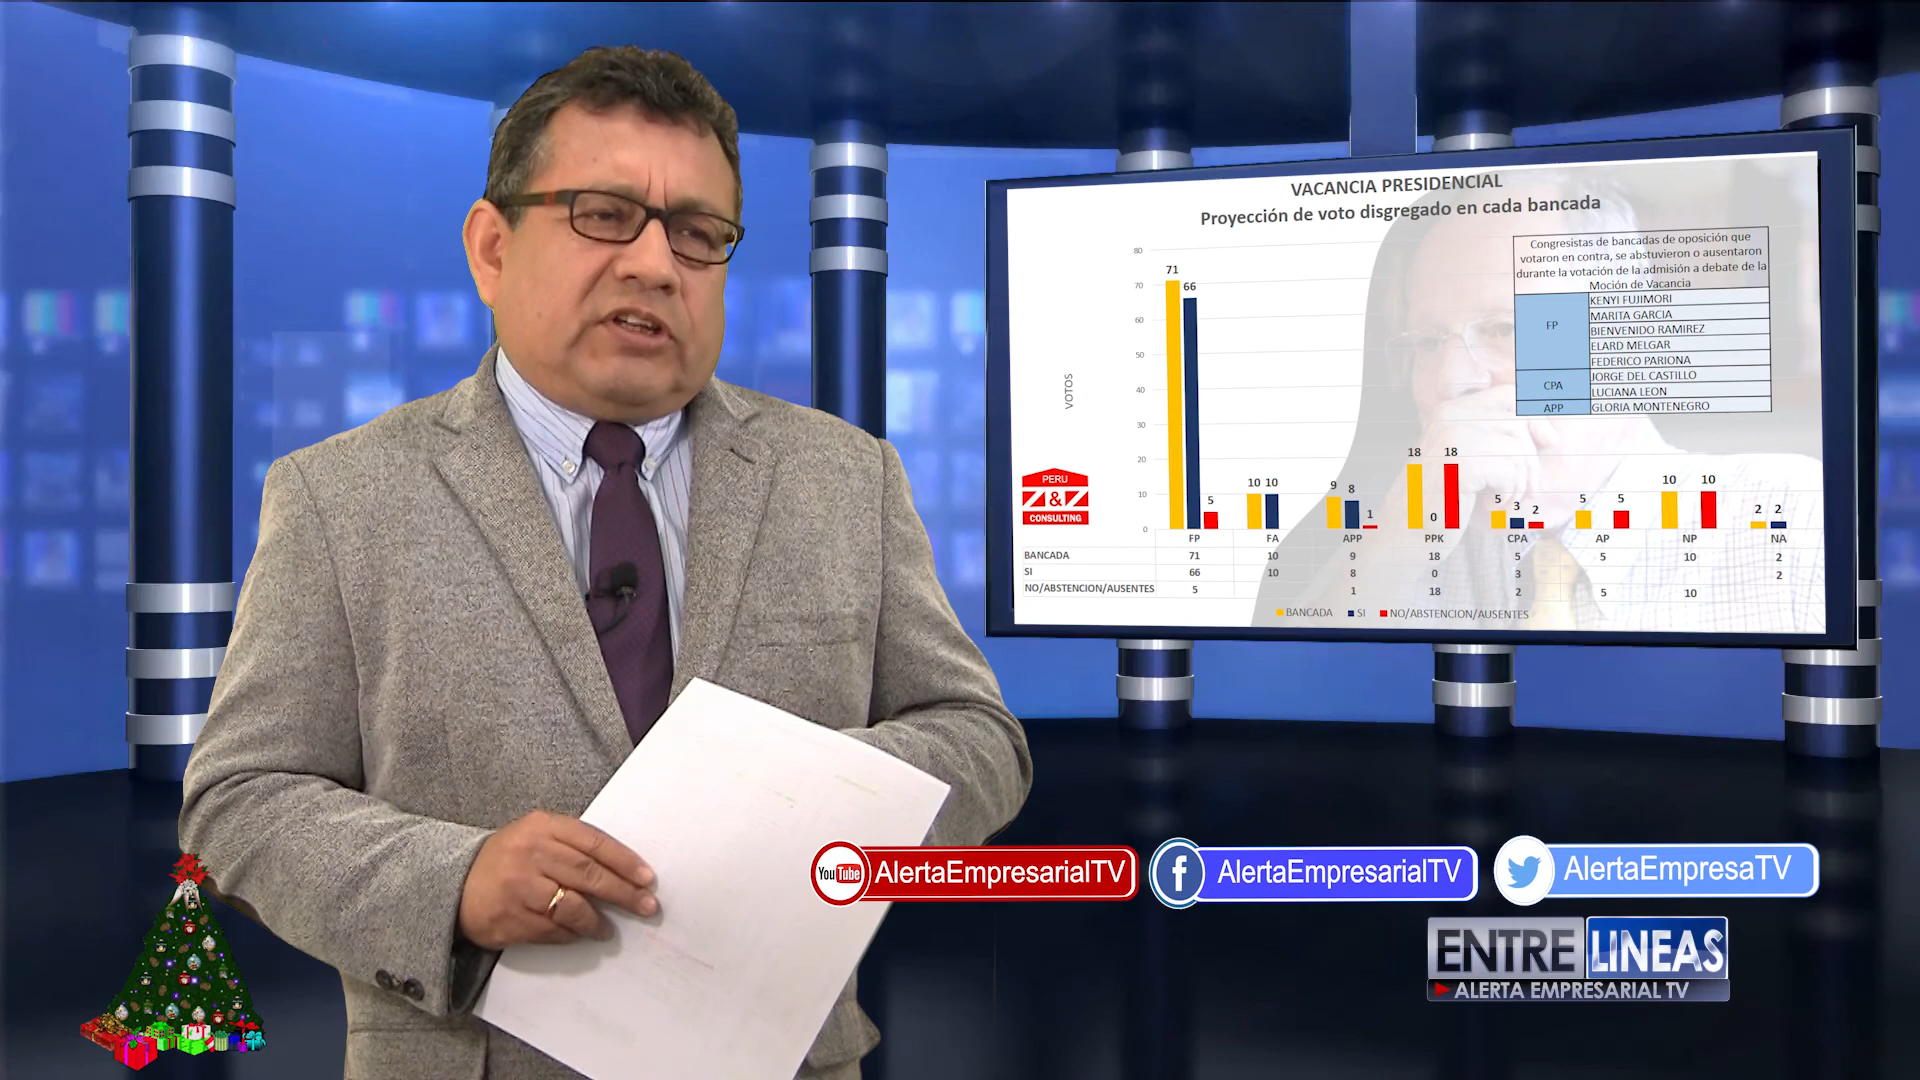 VACANCIA PRESIDENCIAL
Proyección de voto disgregado en cada bancada
Congresistas de bancadas de oposición que
votaron en contra, se abstuvieron o ausentaron
durante la votación de la admisión a debate de la
Moción de Vacancia
FP
KENYI FUJIMORI
MARITA GARCIA
BIENVENIDO RAMIREZ
ELARD MELGAR
FEDERICO PARIONA
CPA
JORGE DEL CASTILLO
LUCIANA LEON
APP
GLORIA MONTENEGRO
VOTOS
80
70
60
50
40
30
20
10
0
71 66 5
10 10
9 8 1
18 0 18
5 3 2
5 5
10 10
2 2
FP FA APP PPK CPA AP NP NA
BANCADA 71 10 9 18 5 5 10 2
SI 66 10 8 0 3 2
NO/ABSTENCION/AUSENTES 5 1 18 2 5 10
BANCADA SI NO/ABSTENCION/AUSENTES
PERU
Z&Z
CONSULTING
YouTube AlertaEmpresarialTV
f AlertaEmpresarialTV
AlertaEmpresaTV
ENTRE LINEAS
ALERTA EMPRESARIAL TV